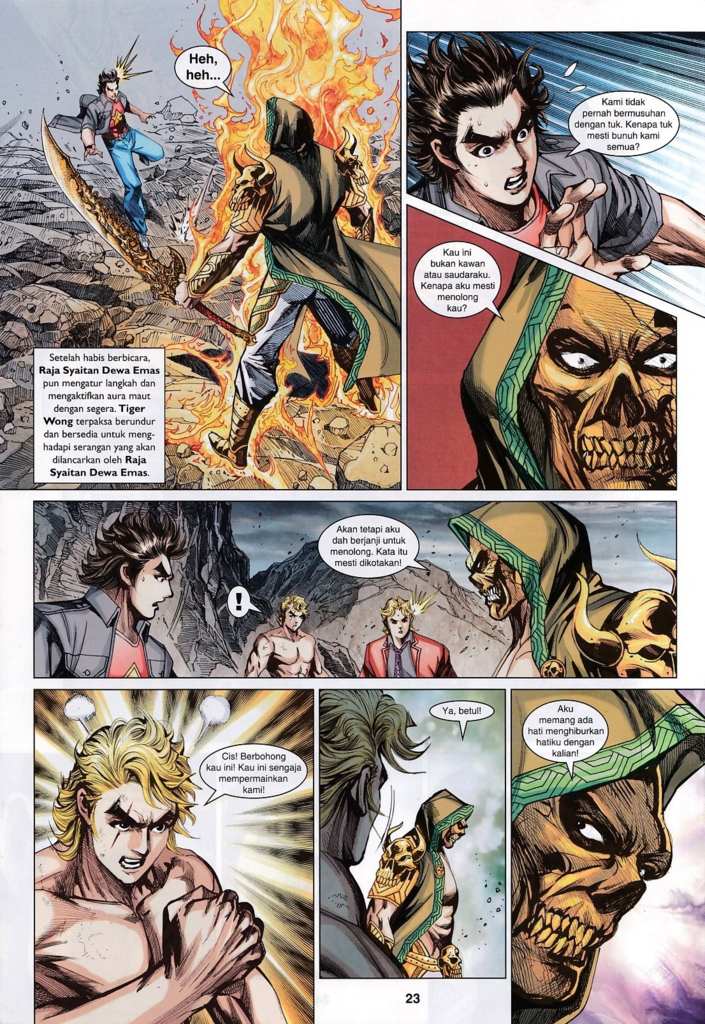 Heh,
heh...
Kami tidak
pernah bermusuhan
dengan tuk. Kenapa tuk
mesti bunuh kami
semua?
Kau ini
bukan kawan
atau saudaraku.
Kenapa aku mesti
menolong
kau?
Setelah habis berbicara,
Raja Syaitan Dewa Emas
pun mengatur langkah dan
mengaktifkan aura maut
dengan segera. Tiger
Wong terpaksa berundur
dan bersedia untuk meng-
hadapi serangan yang akan
dilancarkan oleh Raja
Syaitan Dewa Emas.
Akan tetapi aku
dah berjanji untuk
menolong. Kata itu
mesti dikotakan!
!
Cis! Berbohong
kau ini! Kau ini sengaja
mempermainkan
kami!
Ya, betul!
Aku
memang ada
hati menghiburkan
hatiku dengan
kalian!
23